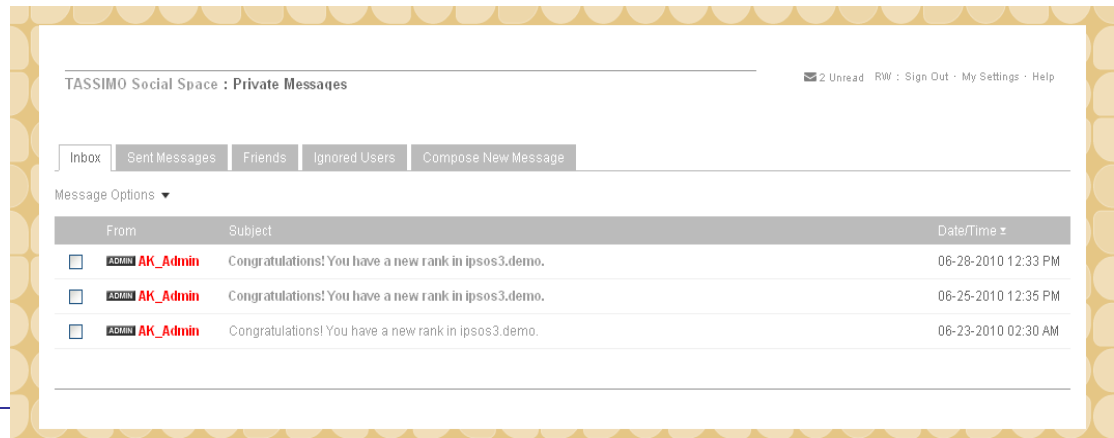 TASSIMO Social Space : Private Messages
2 Unread RW : Sign Out · My Settings · Help
Inbox Sent Messages Friends Ignored Users Compose New Message
Message Options
From Subject Date/Time
ADMIN AK_Admin Congratulations! You have a new rank in ipsos3.demo. 06-28-2010 12:33 PM
ADMIN AK_Admin Congratulations! You have a new rank in ipsos3.demo. 06-25-2010 12:35 PM
ADMIN AK_Admin Congratulations! You have a new rank in ipsos3.demo. 06-23-2010 02:30 AM